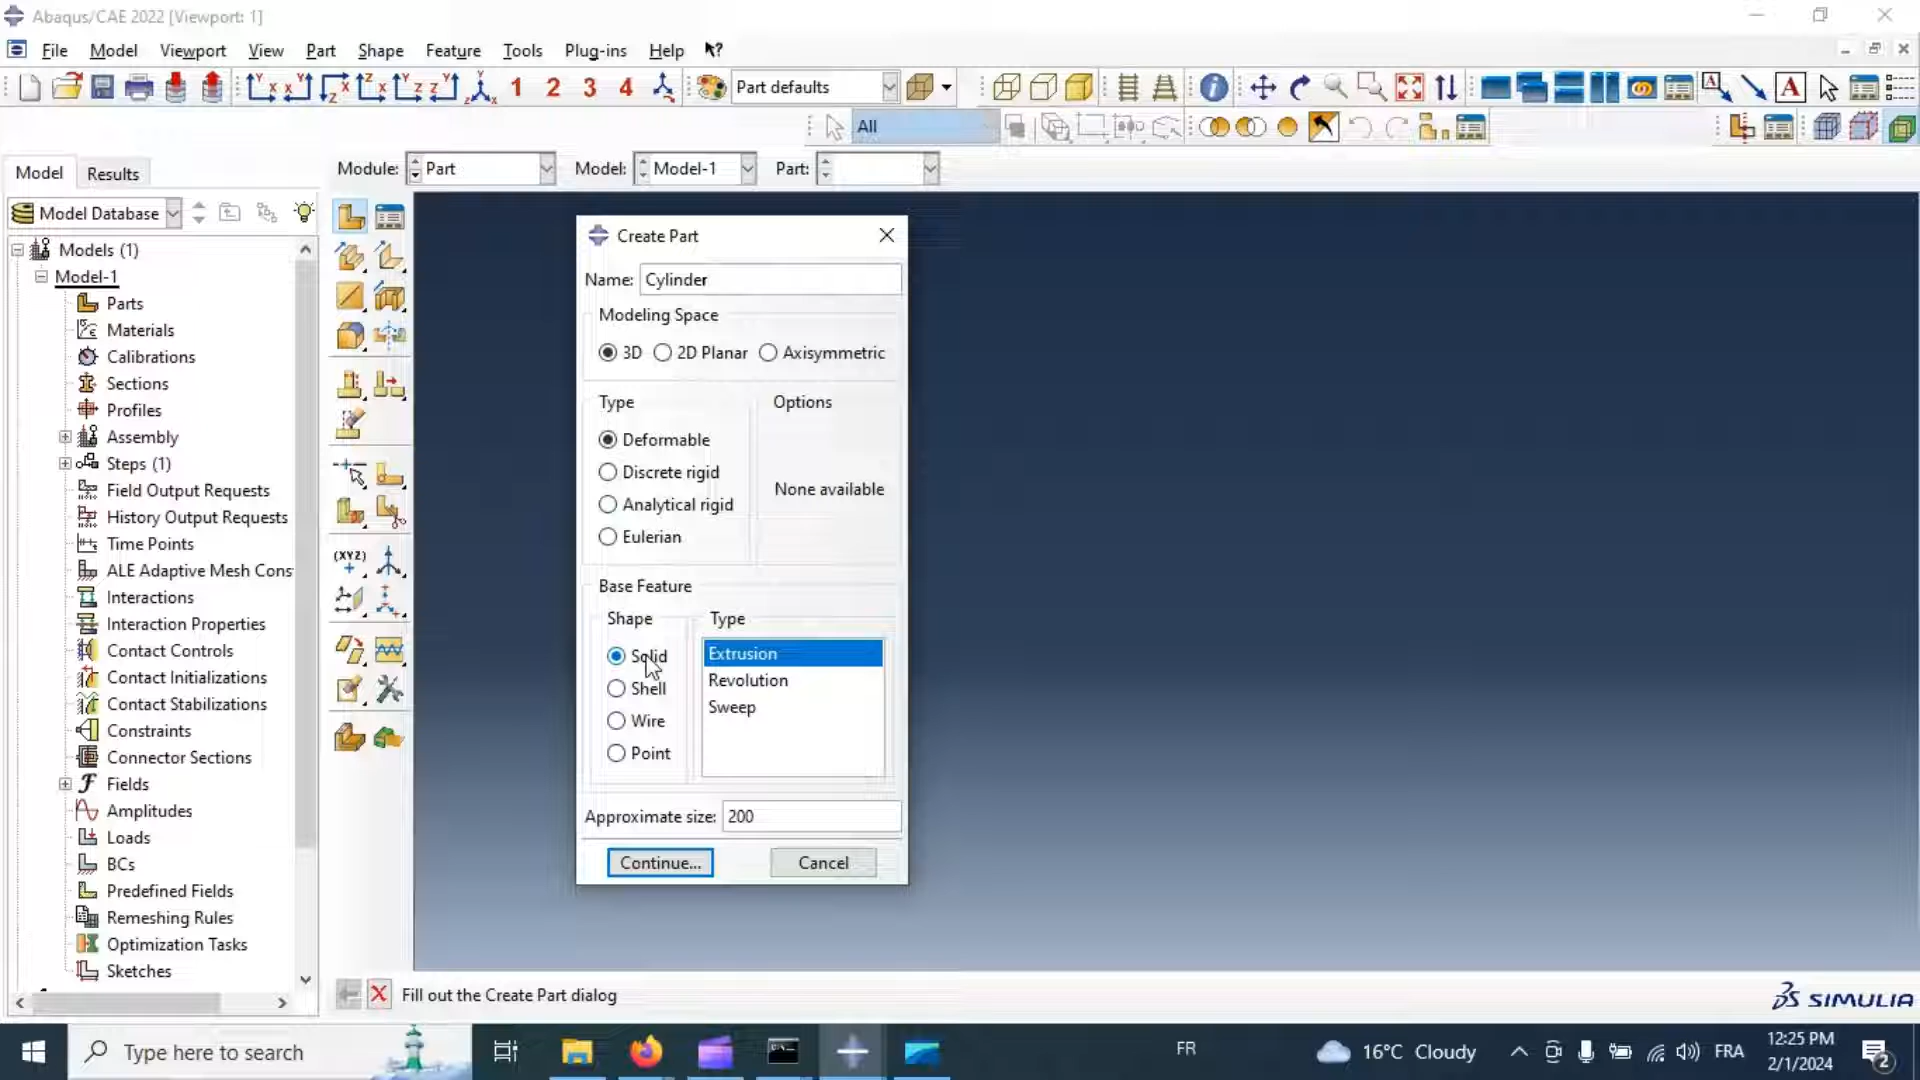 Abaqus/CAE 2022 [Viewport: 1]
File Model Viewport View Part Shape Feature Tools Plug-ins Help
1 2 3 4 Part defaults
All
Model Results
Module: Part Model: Model-1 Part:
Model Database
Models (1)
Model-1
Parts
Materials
Calibrations
Sections
Profiles
Assembly
Steps (1)
Field Output Requests
History Output Requests
Time Points
ALE Adaptive Mesh Cons
Interactions
Interaction Properties
Contact Controls
Contact Initializations
Contact Stabilizations
Constraints
Connector Sections
Fields
Amplitudes
Loads
BCs
Predefined Fields
Remeshing Rules
Optimization Tasks
Sketches
(XYZ)
Create Part
Name: Cylinder
Modeling Space
3D 2D Planar Axisymmetric
Type Options
Deformable
Discrete rigid
Analytical rigid
Eulerian
None available
Base Feature
Shape Type
Solid
Shell
Wire
Point
Extrusion
Revolution
Sweep
Approximate size: 200
Continue... Cancel
Fill out the Create Part dialog
SIMULIA
Type here to search
FR
16°C Cloudy
FRA
12:25 PM
2/1/2024
2